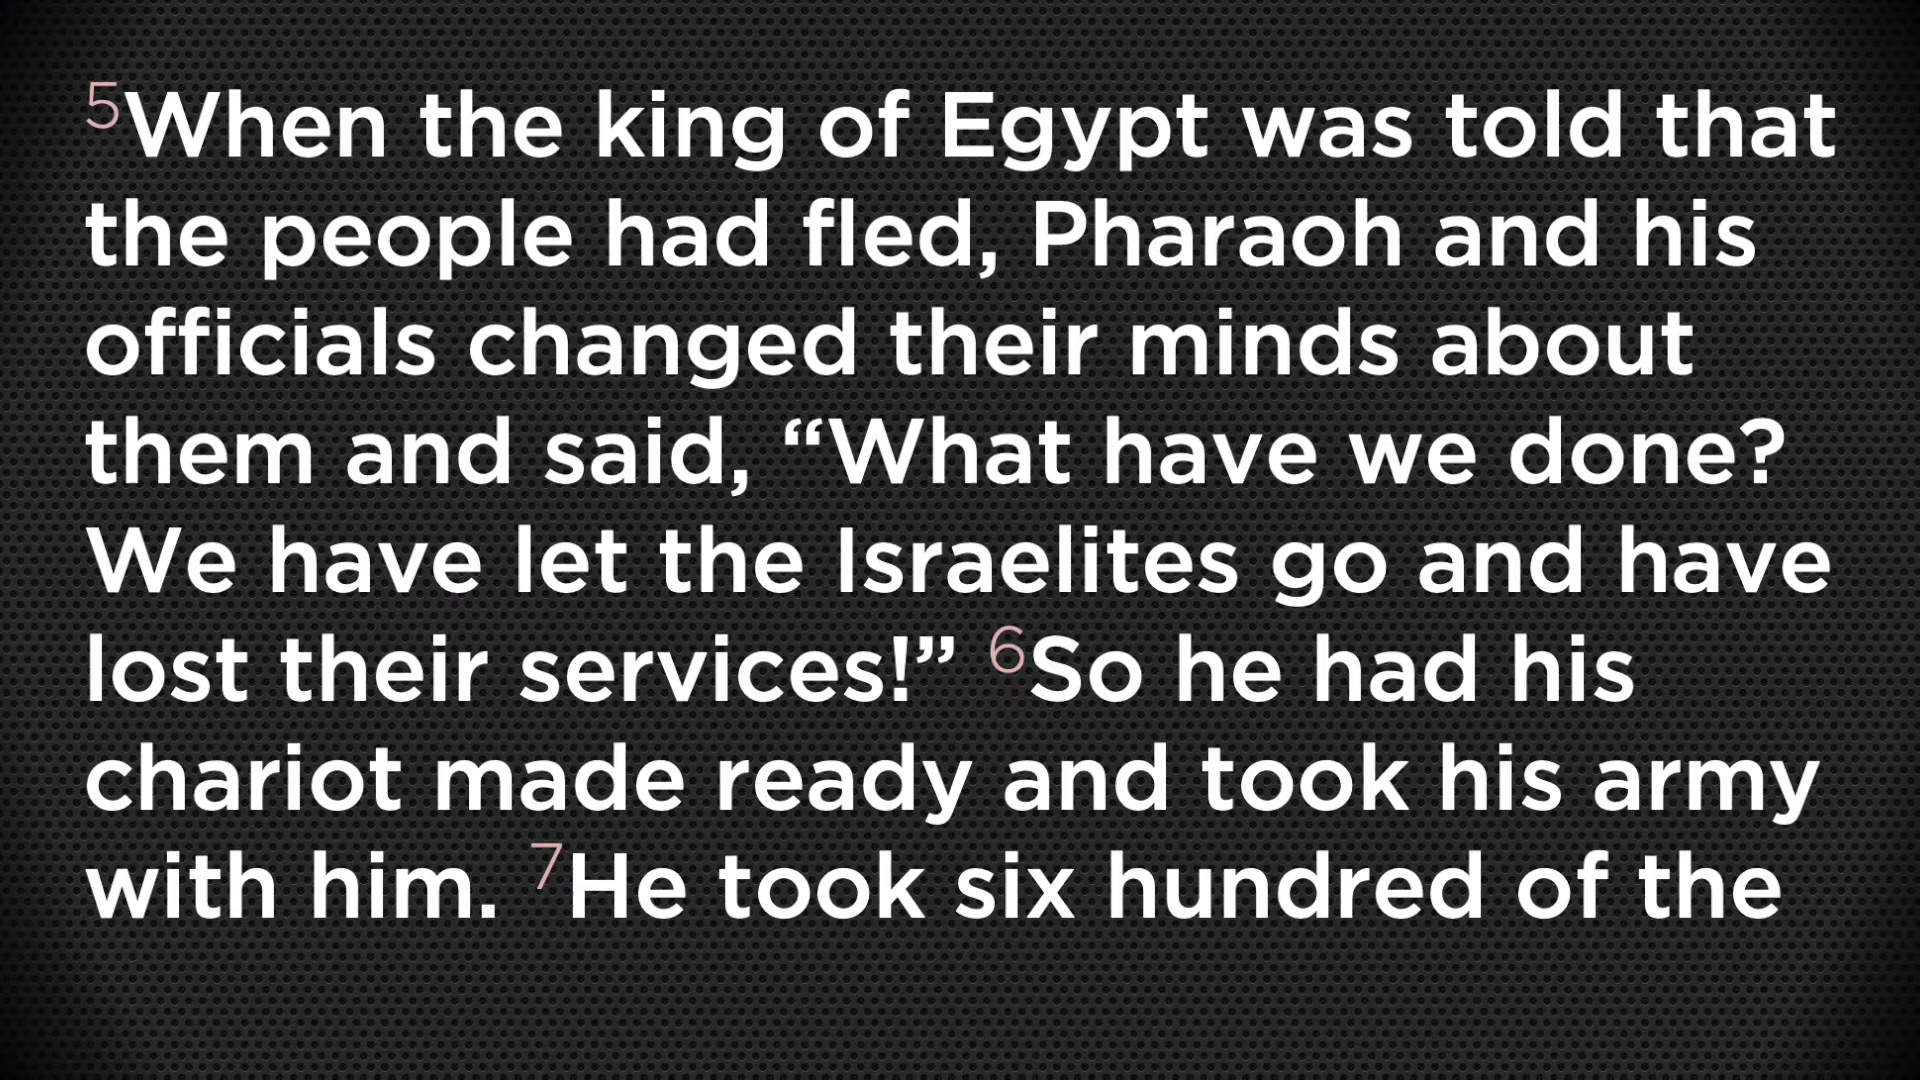 5When the king of Egypt was told that
the people had fled, Pharaoh and his
officials changed their minds about
them and said, “What have we done?
We have let the Israelites go and have
lost their services!” 6So he had his
chariot made ready and took his army
with him. 7He took six hundred of the